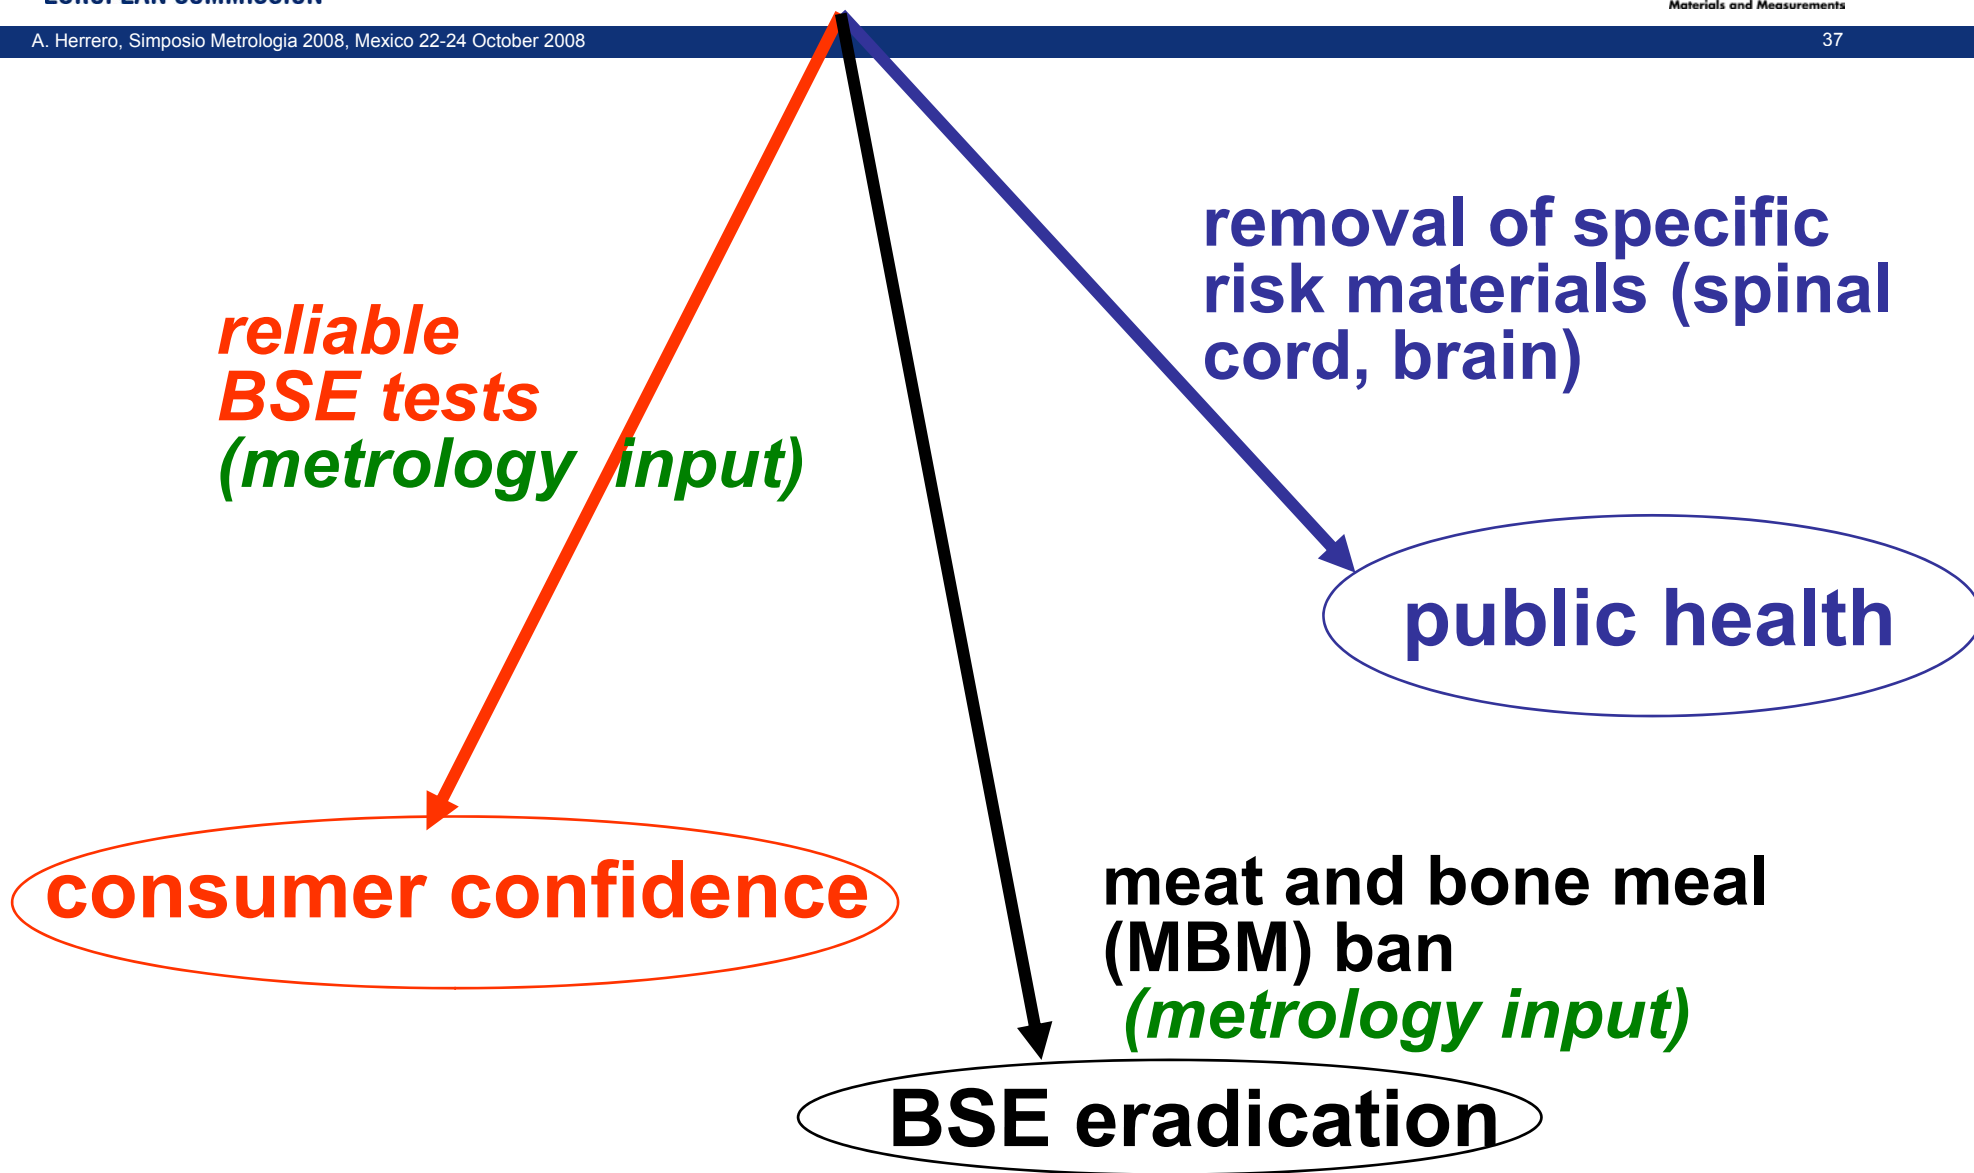 EUROPEAN COMMISSION
Materials and Measurements
A. Herrero, Simposio Metrologia 2008, Mexico 22-24 October 2008
37
removal of specific
risk materials (spinal
cord, brain)
reliable
BSE tests
(metrology input)
public health
consumer confidence
meat and bone meal
(MBM) ban
(metrology input)
BSE eradication